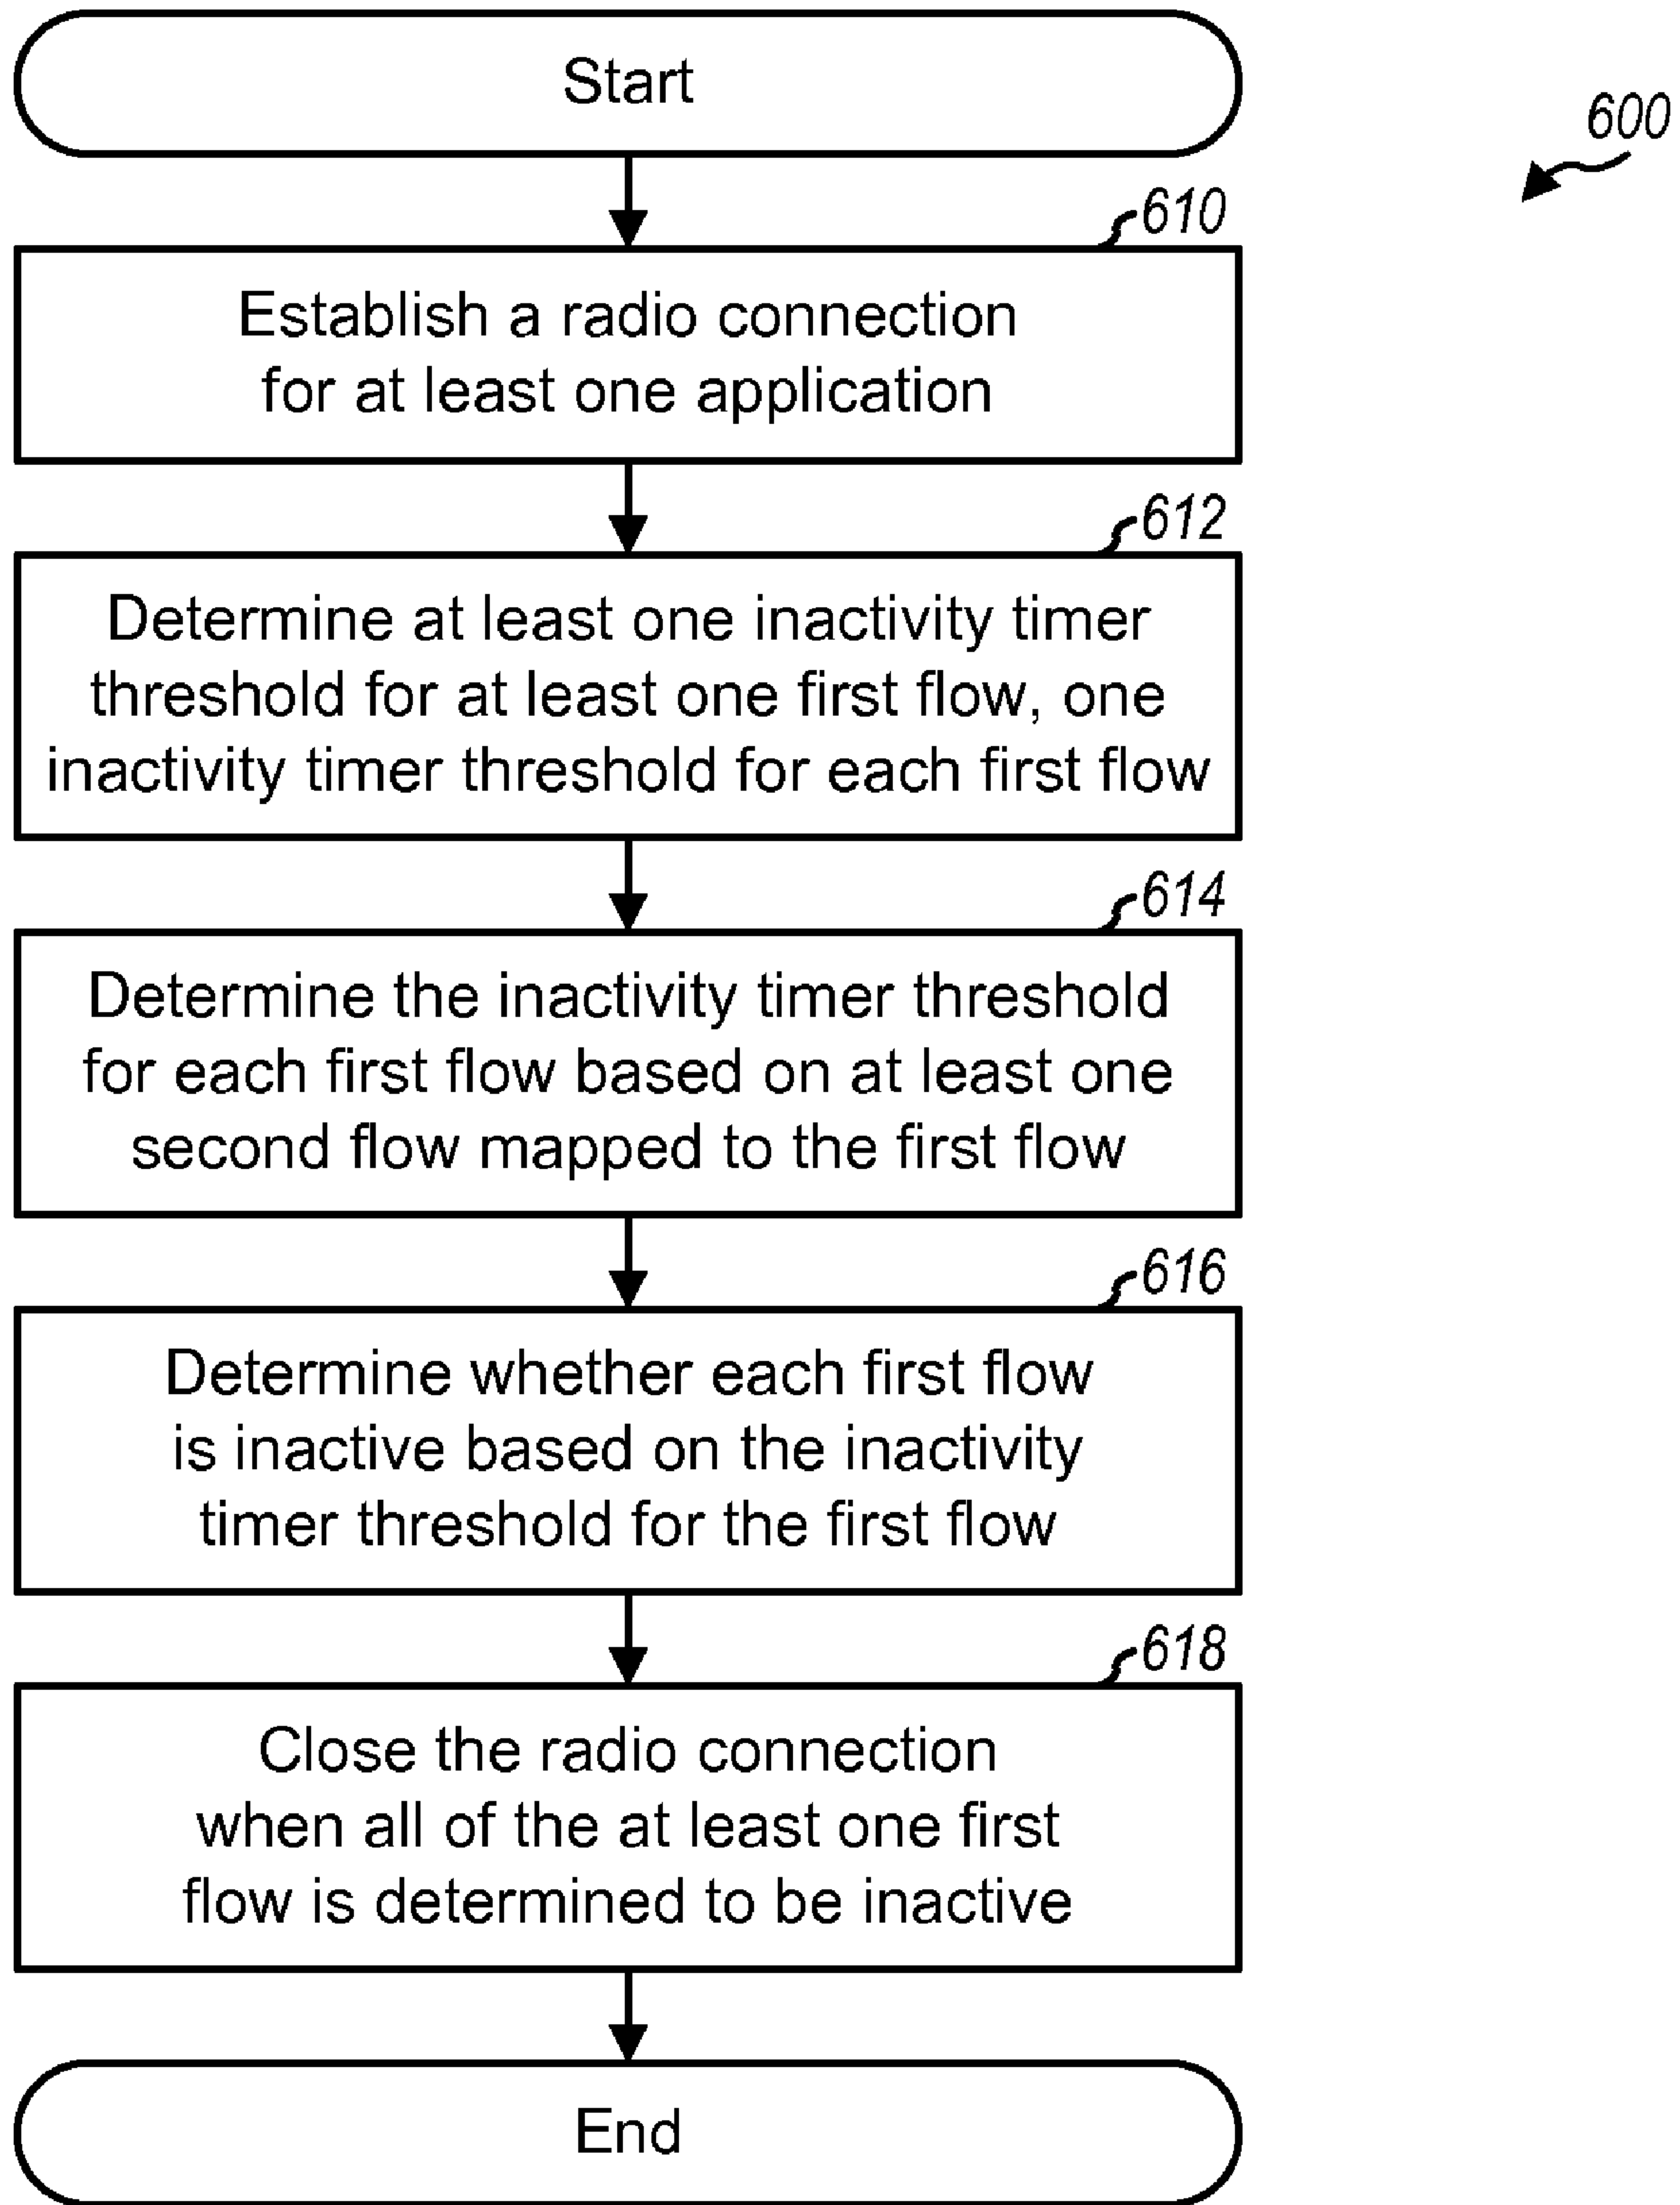 Start
600
610
Establish a radio connection
for at least one application
612
Determine at least one inactivity timer
threshold for at least one first flow, one
inactivity timer threshold for each first flow
614
Determine the inactivity timer threshold
for each first flow based on at least one
second flow mapped to the first flow
616
Determine whether each first flow
is inactive based on the inactivity
timer threshold for the first flow
618
Close the radio connection
when all of the at least one first
flow is determined to be inactive
End